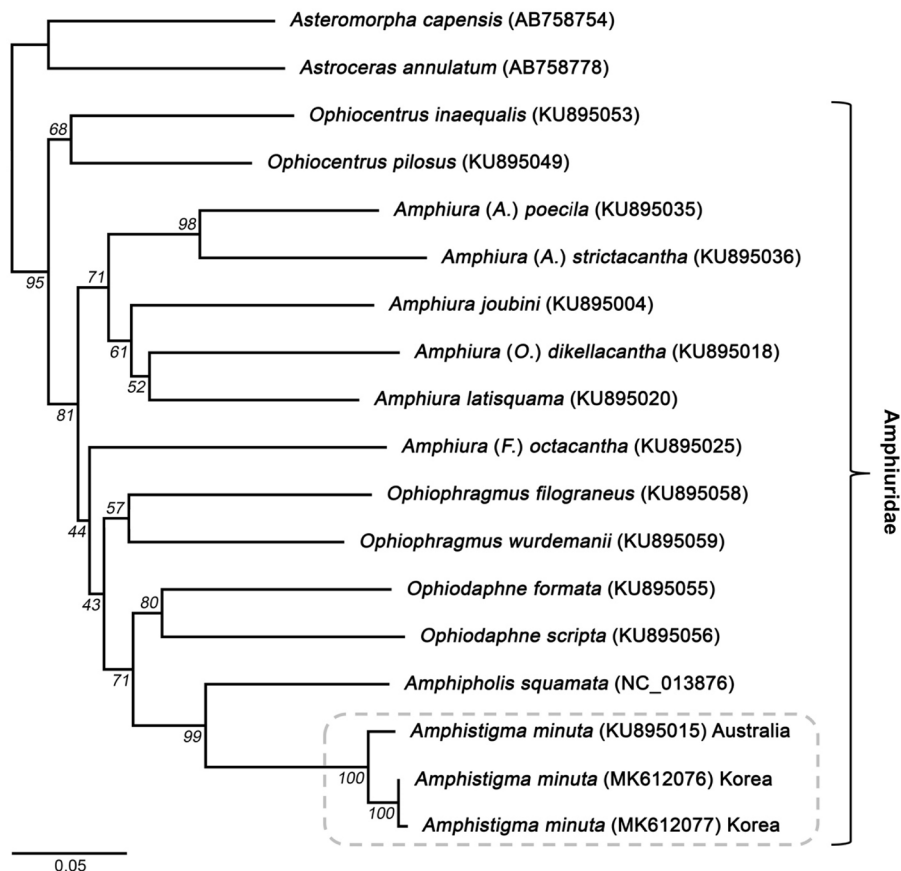 Asteromorpha capensis (AB758754)
Astroceras annulatum (AB758778)
Ophiocentrus inaequalis (KU895053)
68
Ophiocentrus pilosus (KU895049)
Amphiura (A.) poecila (KU895035)
98
Amphiura (A.) strictacantha (KU895036)
95
71
Amphiura joubini (KU895004)
61
Amphiura (O.) dikellacantha (KU895018)
52
Amphiura latisquama (KU895020)
81
Amphiura (F.) octacantha (KU895025)
Amphiuridae
Ophiophragmus filograneus (KU895058)
57
44
Ophiophragmus wurdemanii (KU895059)
Ophiodaphne formata (KU895055)
80
43
Ophiodaphne scripta (KU895056)
71
Amphipholis squamata (NC_013876)
99
Amphistigma minuta (KU895015) Australia
100
Amphistigma minuta (MK612076) Korea
100
Amphistigma minuta (MK612077) Korea
0.05